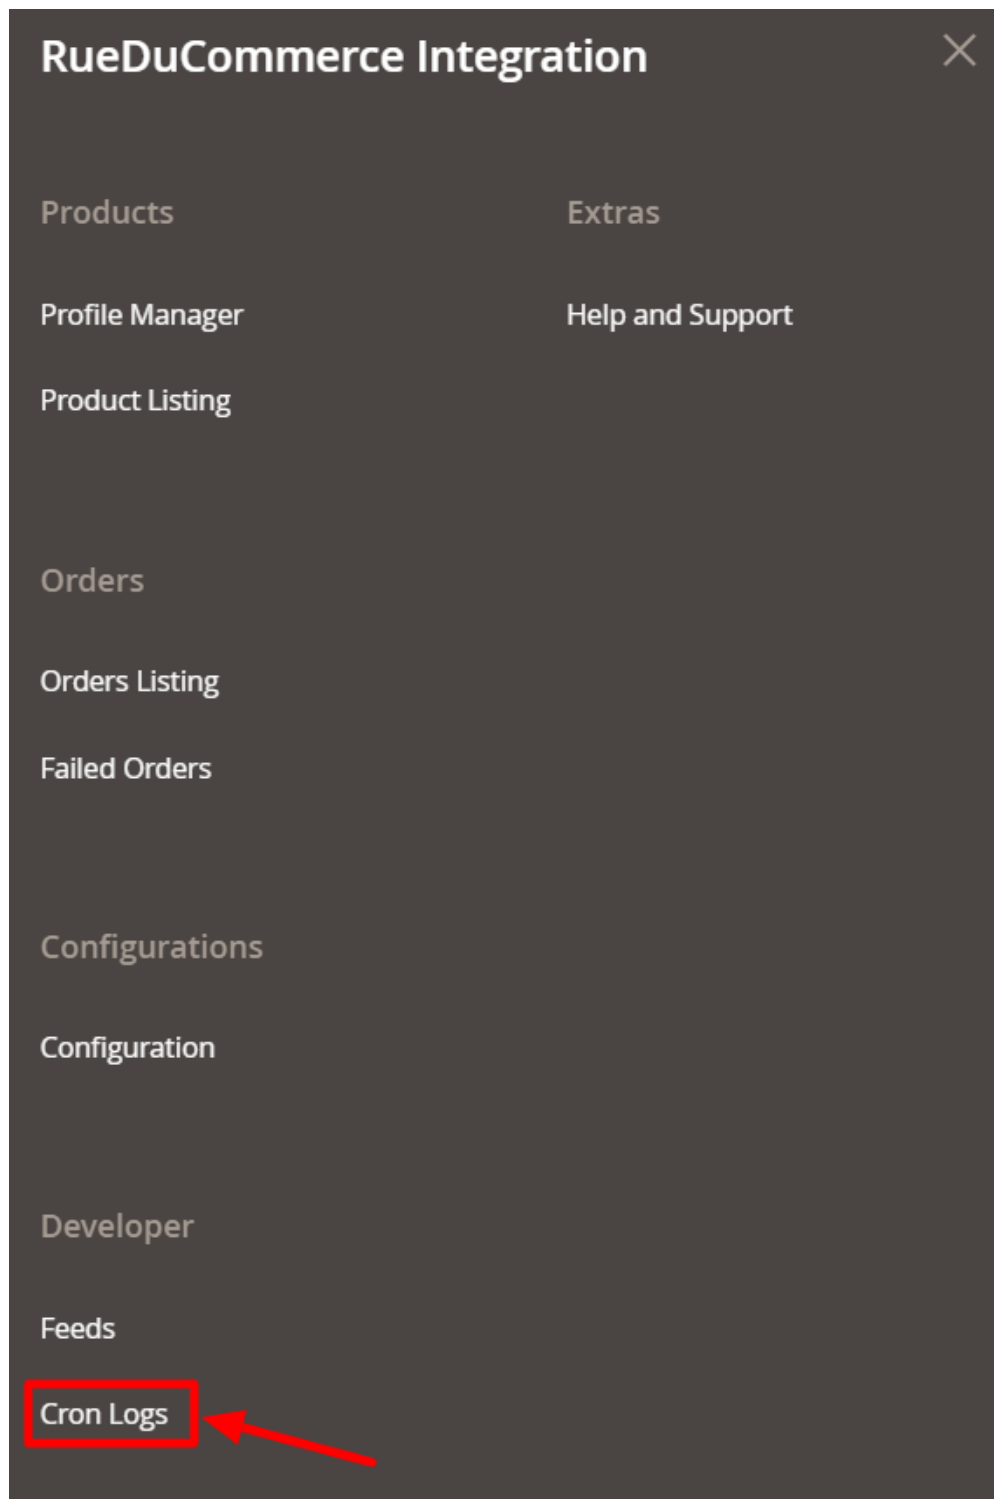 RueDuCommerce Integration
Products
Profile Manager
Product Listing
Orders
Orders Listing
Failed Orders
Configurations
Configuration
Developer
Feeds
Cron Logs
Extras
Help and Support